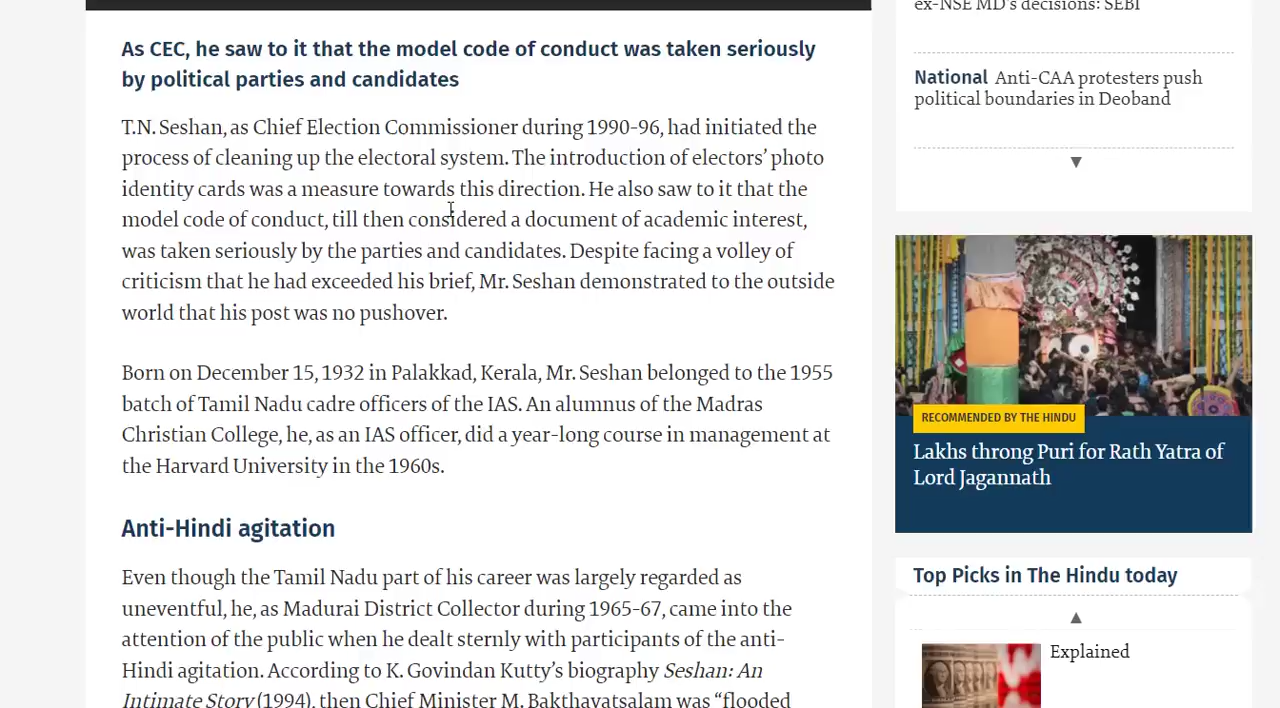 As CEC, he saw to it that the model code of conduct was taken seriously
by political parties and candidates
T.N. Seshan, as Chief Election Commissioner during 1990-96, had initiated the
process of cleaning up the electoral system. The introduction of electors’ photo
identity cards was a measure towards this direction. He also saw to it that the
model code of conduct, till then considered a document of academic interest,
was taken seriously by the parties and candidates. Despite facing a volley of
criticism that he had exceeded his brief, Mr. Seshan demonstrated to the outside
world that his post was no pushover.
Born on December 15, 1932 in Palakkad, Kerala, Mr. Seshan belonged to the 1955
batch of Tamil Nadu cadre officers of the IAS. An alumnus of the Madras
Christian College, he, as an IAS officer, did a year-long course in management at
the Harvard University in the 1960s.
Anti-Hindi agitation
Even though the Tamil Nadu part of his career was largely regarded as
uneventful, he, as Madurai District Collector during 1965-67, came into the
attention of the public when he dealt sternly with participants of the anti-
Hindi agitation. According to K. Govindan Kutty’s biography Seshan: An
Intimate Story (1994), then Chief Minister M. Bakthavatsalam was “flooded
ex-NSE MD's decisions: SEBI
National Anti-CAA protesters push
political boundaries in Deoband
RECOMMENDED BY THE HINDU
Lakhs throng Puri for Rath Yatra of
Lord Jagannath
Top Picks in The Hindu today
Explained